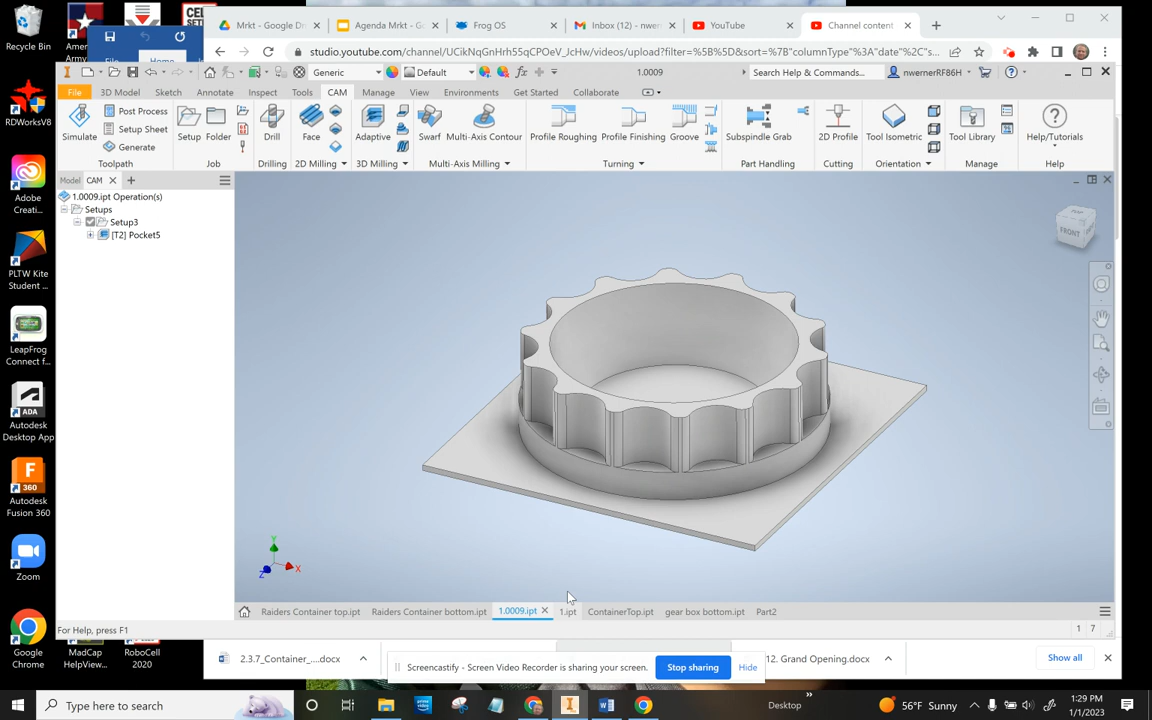 Recycle Bin
RDWorksV8
Adobe
Creati...
PLTW Kite
Student ...
LeapFrog
Connect f...
Autodesk
Desktop App
Autodesk
Fusion 360
Zoom
Google
Chrome
MadCap
HelpView...
RoboCell
2020
Mrkt - Google Dr
Agenda Mrkt - Go
Frog OS
Inbox (12) - nwern
YouTube
Channel content
studio.youtube.com/channel/UCikNqGnHrh55qCPOeV_JcHw/videos/upload?filter=%5B%5D&sort=%7B"columnType"%3A"date"%2C"s...
Generic
Default
1.0009
Search Help & Commands...
nwernerRF86H
File
3D Model
Sketch
Annotate
Inspect
Tools
CAM
Manage
View
Environments
Get Started
Collaborate
Simulate
Post Process
Setup Sheet
Generate
Toolpath
Setup
Folder
Job
Drill
Drilling
Face
2D Milling
Adaptive
3D Milling
Swarf
Multi-Axis Contour
Multi-Axis Milling
Profile Roughing
Profile Finishing
Groove
Turning
Subspindle Grab
Part Handling
2D Profile
Cutting
Tool Isometric
Orientation
Tool Library
Manage
Help/Tutorials
Help
Model
CAM
1.0009.ipt Operation(s)
Setups
Setup3
[T2] Pocket5
FRONT
Y
X
Z
Raiders Container top.ipt
Raiders Container bottom.ipt
1.0009.ipt
1.ipt
ContainerTop.ipt
gear box bottom.ipt
Part2
For Help, press F1
1 7
2.3.7_Container_....docx
12. Grand Opening.docx
Show all
Screencastify - Screen Video Recorder is sharing your screen.
Stop sharing
Hide
Type here to search
Desktop
56°F Sunny
1:29 PM
1/1/2023